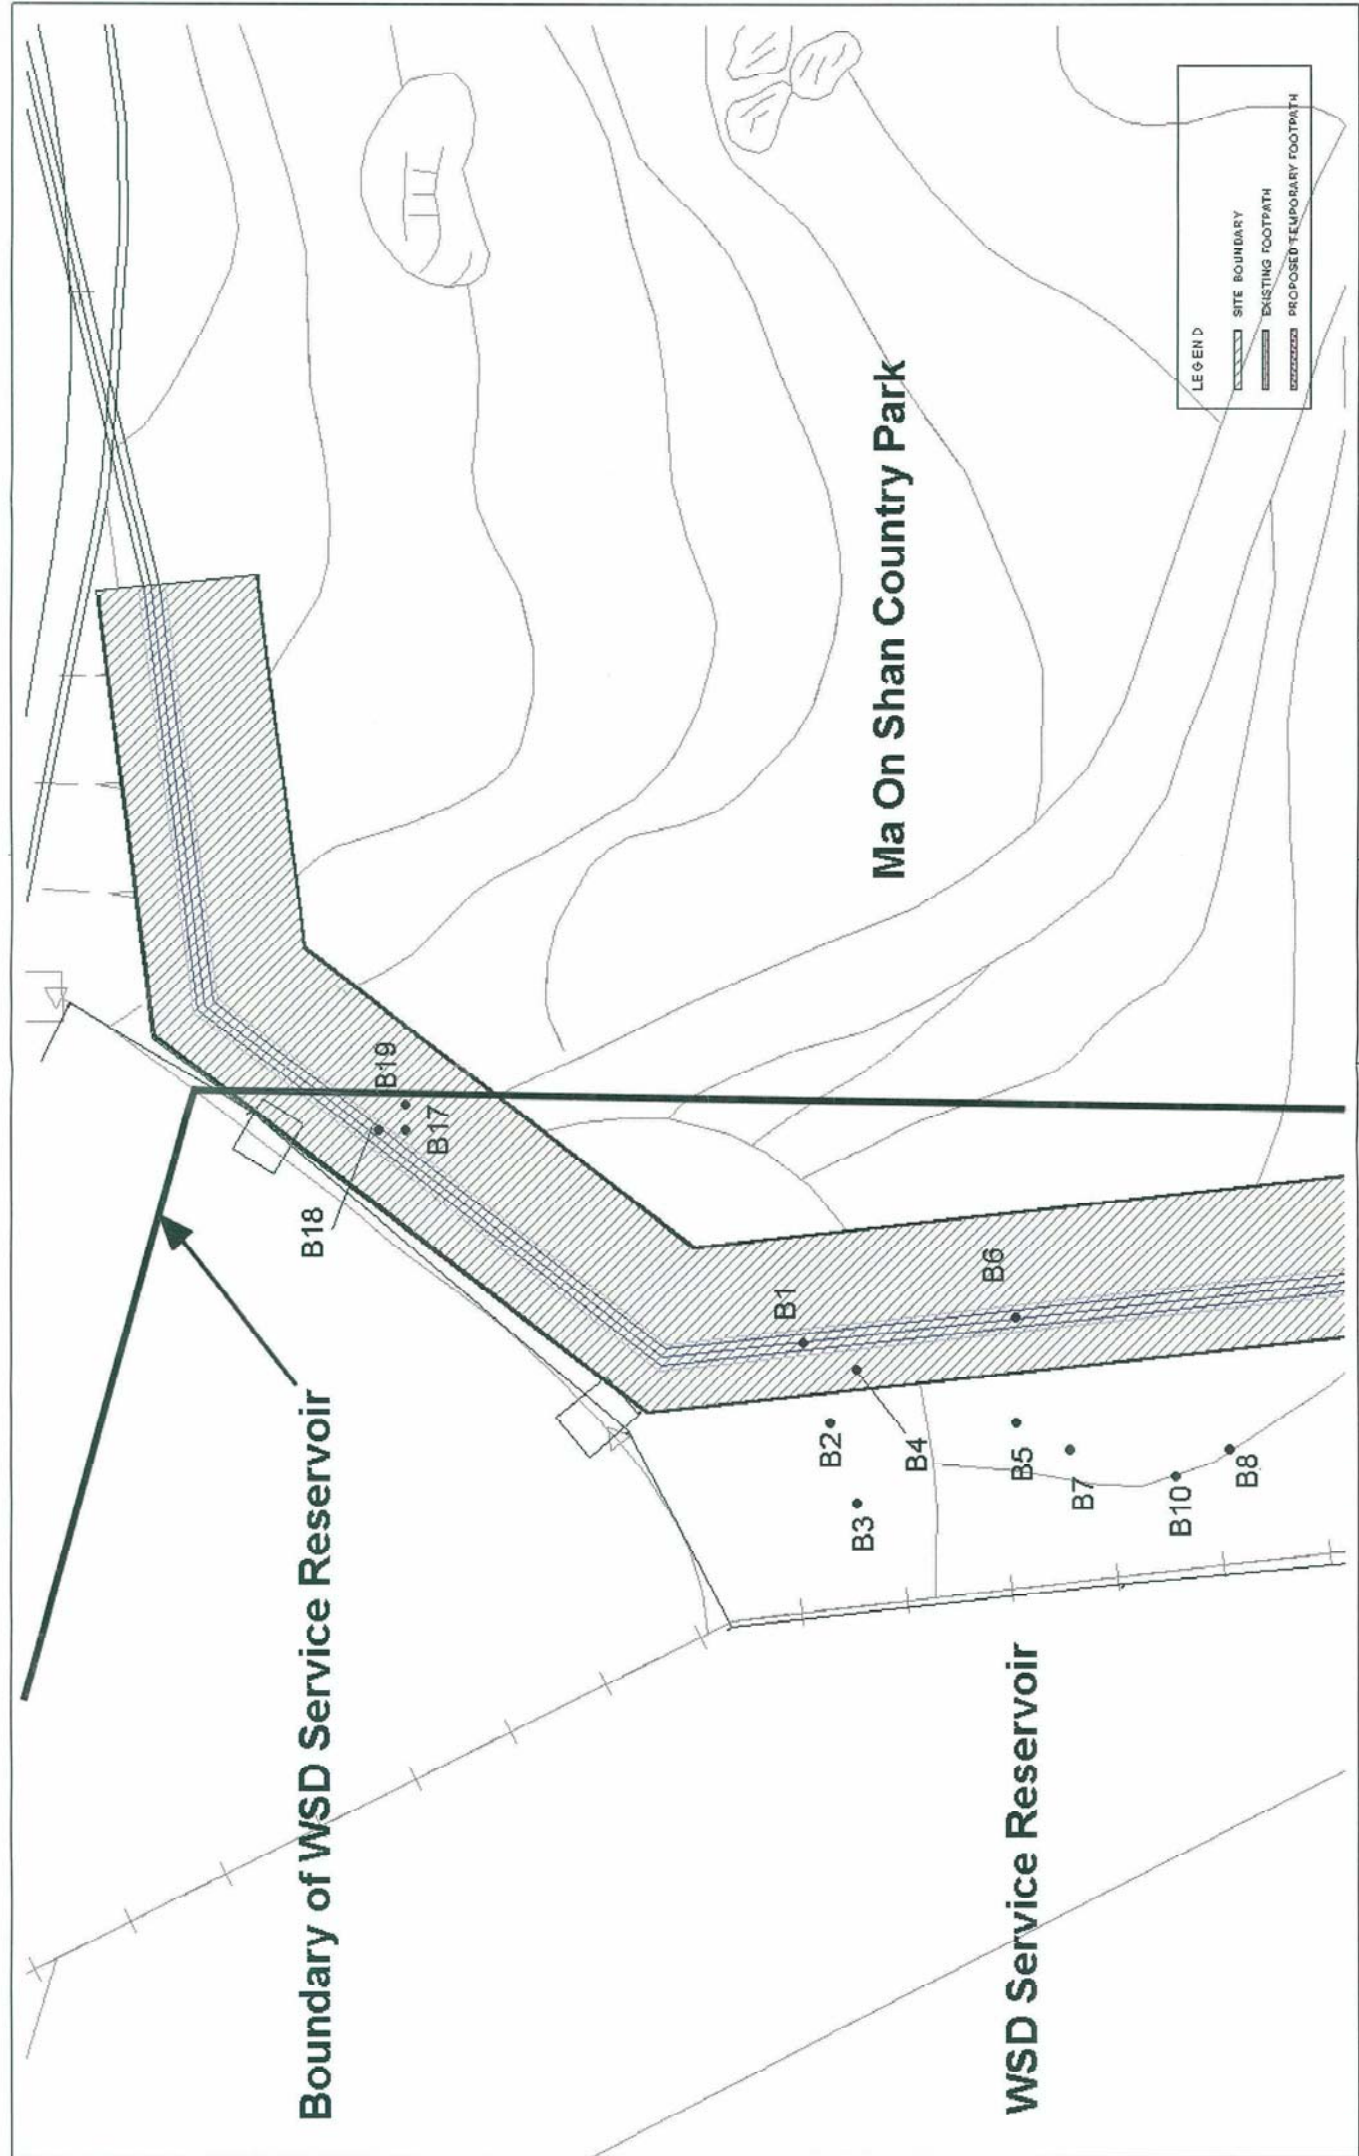 Boundary of WSD Service Reservoir
B18
B19
B17
Ma On Shan Country Park
B1
B6
B2
B4
B3
B5
B7
B10
B8
WSD Service Reservoir
LEGEND
SITE BOUNDARY
EXISTING FOOTPATH
PROPOSED TEMPORARY FOOTPATH